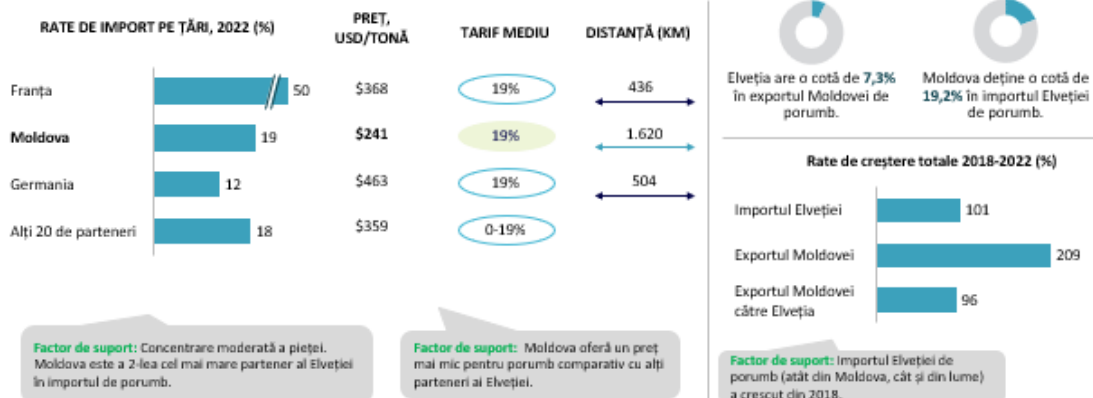 RATE DE IMPORT PE ȚĂRI, 2022 (%)
PREȚ,
USD/TONĂ
TARIF MEDIU
DISTANȚĂ (KM)
Franța
50
$368
19%
436
Moldova
19
$241
19%
1.620
Germania
12
$463
19%
504
Alți 20 de parteneri
18
$359
0-19%
Factor de suport: Concentrare moderată a pieței.
Moldova este a 2-lea cel mai mare partener al Elveției
în importul de porumb.
Factor de suport: Moldova oferă un preț
mai mic pentru porumb comparativ cu alți
parteneri ai Elveției.
Elveția are o cotă de 7,3%
în exportul Moldovei de
porumb.
Moldova deține o cotă de
19,2% în importul Elveției
de porumb.
Rate de creștere totale 2018-2022 (%)
Importul Elveției
101
Exportul Moldovei
209
Exportul Moldovei
către Elveția
96
Factor de suport: Importul Elveției de
porumb (atât din Moldova, cât și din lume)
a crescut din 2018.